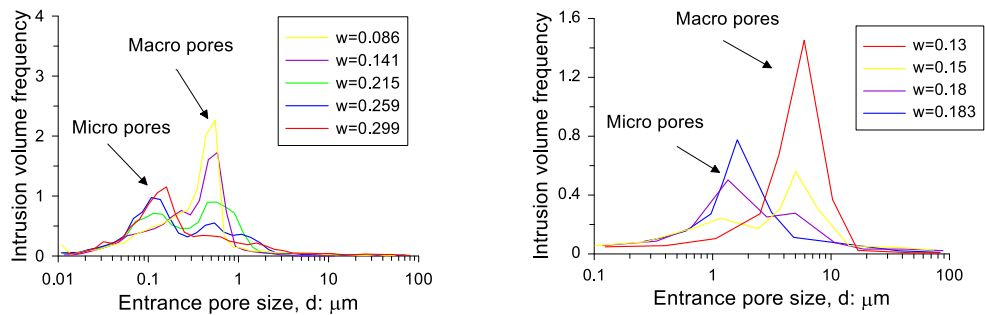 4
3
2
1
0
Intrusion volume frequency
Macro pores
Micro pores
w=0.086
w=0.141
w=0.215
w=0.259
w=0.299
0.01 0.1 1 10 100
Entrance pore size, d: μm
1.6
1.2
0.8
0.4
0
Intrusion volume frequency
Macro pores
Micro pores
w=0.13
w=0.15
w=0.18
w=0.183
0.1 1 10 100
Entrance pore size, d: μm